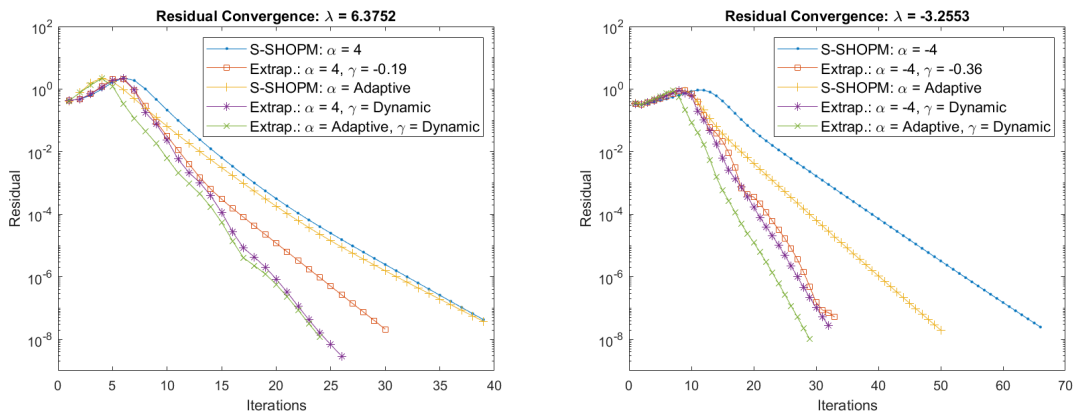 Residual Convergence: λ = 6.3752
10^2
10^0
10^-2
10^-4
10^-6
10^-8
Residual
0 5 10 15 20 25 30 35 40
Iterations
S-SHOPM: α = 4
Extrap.: α = 4, γ = -0.19
S-SHOPM: α = Adaptive
Extrap.: α = 4, γ = Dynamic
Extrap.: α = Adaptive, γ = Dynamic
Residual Convergence: λ = -3.2553
10^2
10^0
10^-2
10^-4
10^-6
10^-8
Residual
0 10 20 30 40 50 60 70
Iterations
S-SHOPM: α = -4
Extrap.: α = -4, γ = -0.36
S-SHOPM: α = Adaptive
Extrap.: α = -4, γ = Dynamic
Extrap.: α = Adaptive, γ = Dynamic